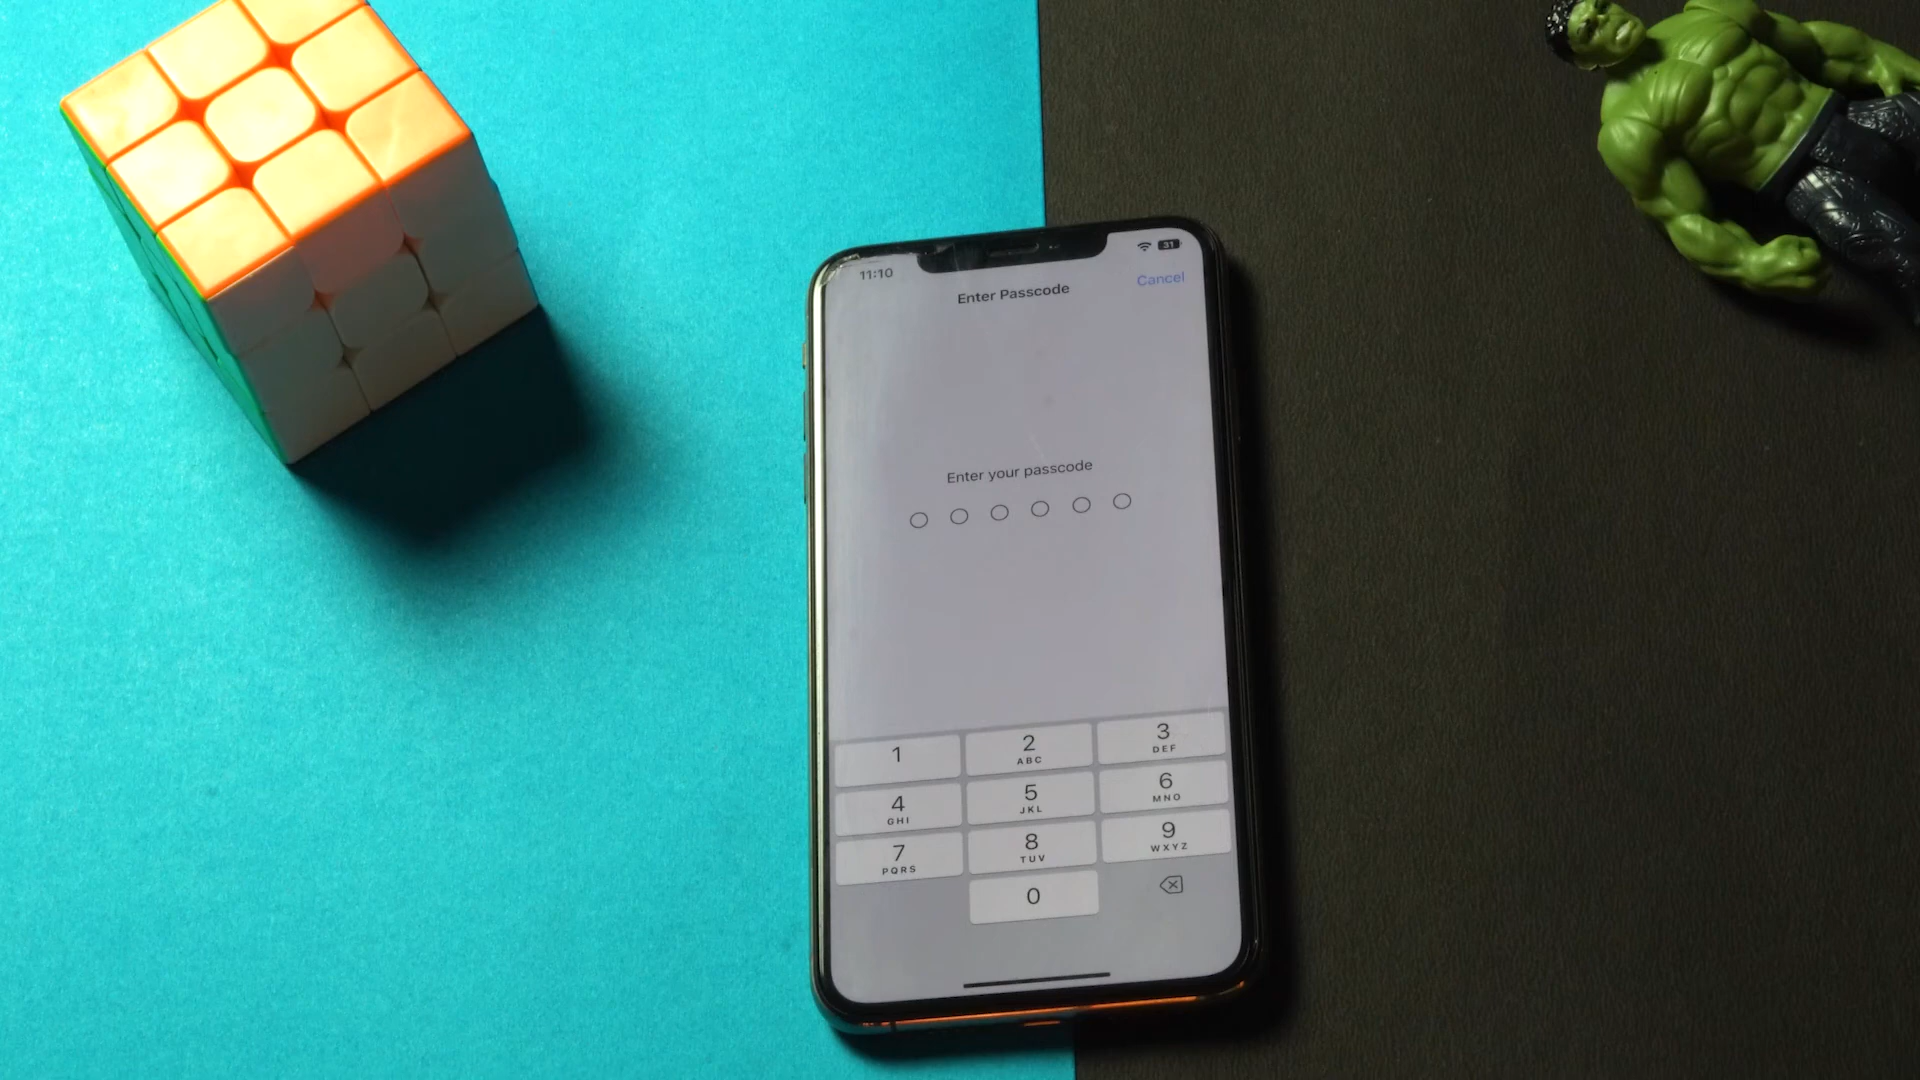 11:10
31
Cancel
Enter Passcode
Enter your passcode
1
2
ABC
3
DEF
4
GHI
5
JKL
6
MNO
7
PQRS
8
TUV
9
WXYZ
0